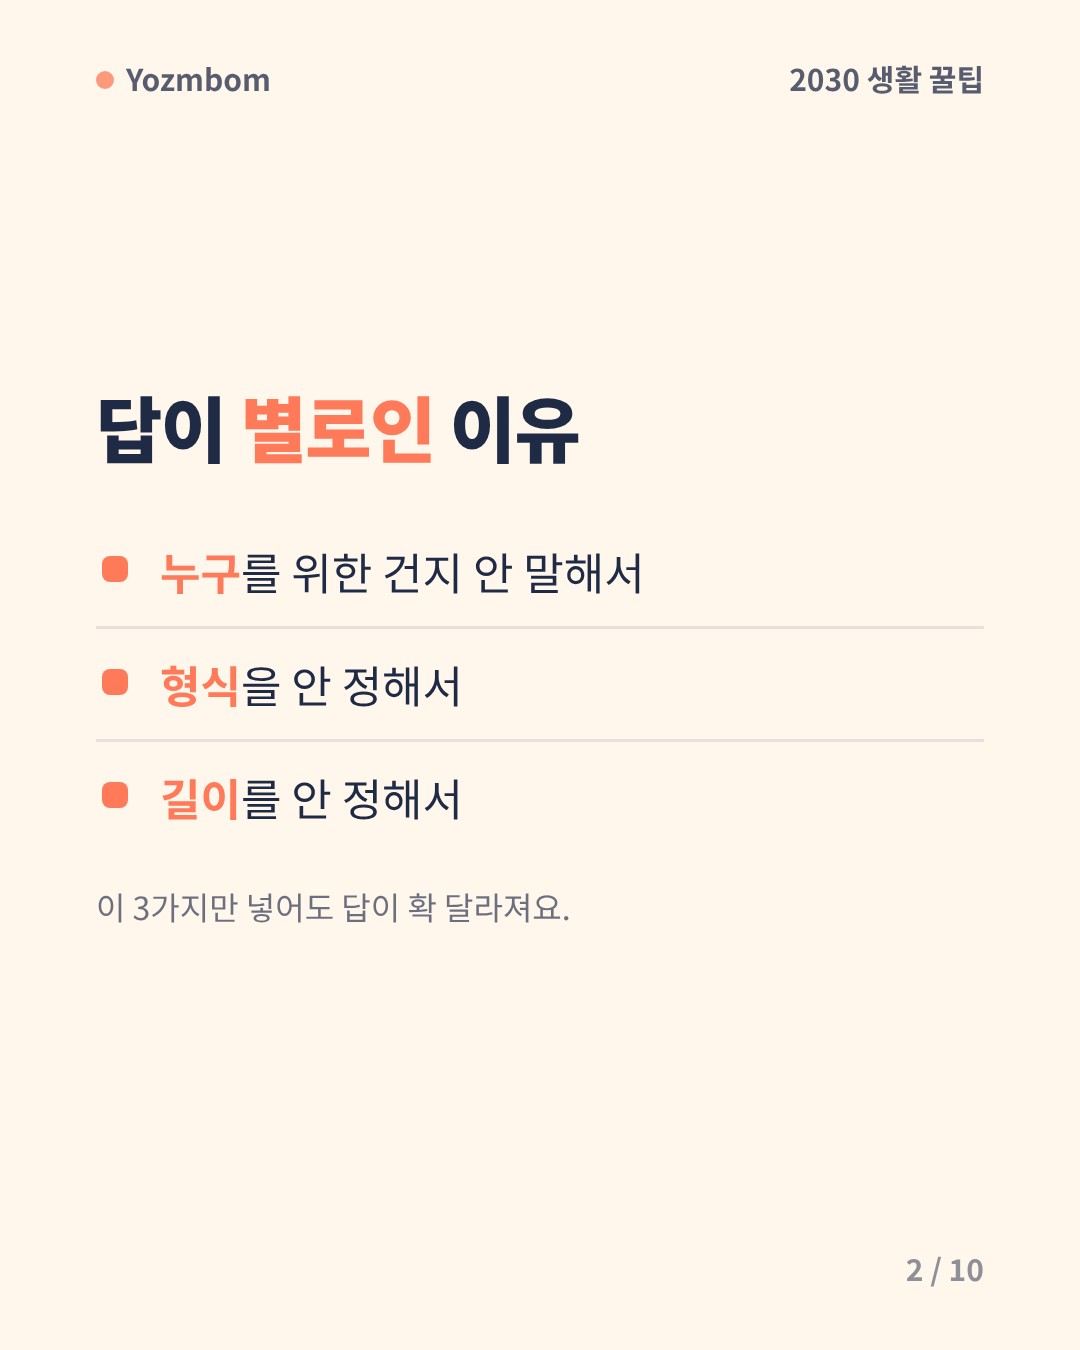 Yozmbom
2030 생활 꿀팁
답이 별로인 이유
누구를 위한 건지 안 말해서
형식을 안 정해서
길이를 안 정해서
이 3가지만 넣어도 답이 확 달라져요.
2 / 10